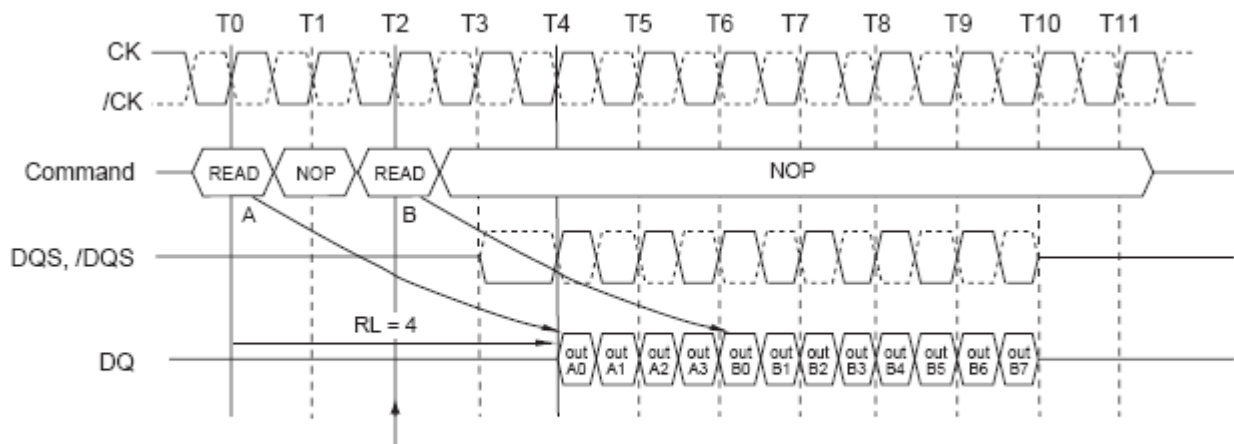 T0 T1 T2 T3 T4 T5 T6 T7 T8 T9 T10 T11
CK
/CK
Command READ NOP READ NOP
A B
DQS, /DQS
RL = 4
DQ out A0 out A1 out A2 out A3 out B0 out B1 out B2 out B3 out B4 out B5 out B6 out B7